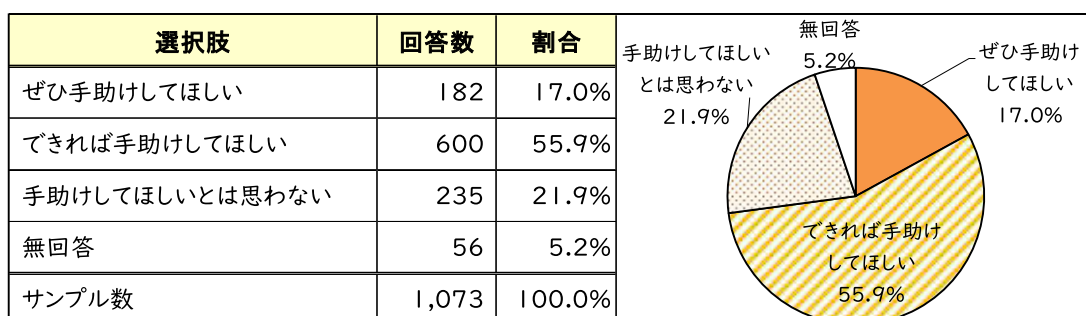 選択肢 回答数 割合
ぜひ手助けしてほしい 182 17.0%
できれば手助けしてほしい 600 55.9%
手助けしてほしいとは思わない 235 21.9%
無回答 56 5.2%
サンプル数 1,073 100.0%
無回答
5.2%
ぜひ手助け
してほしい
17.0%
手助けしてほしい
とは思わない
21.9%
できれば手助け
してほしい
55.9%